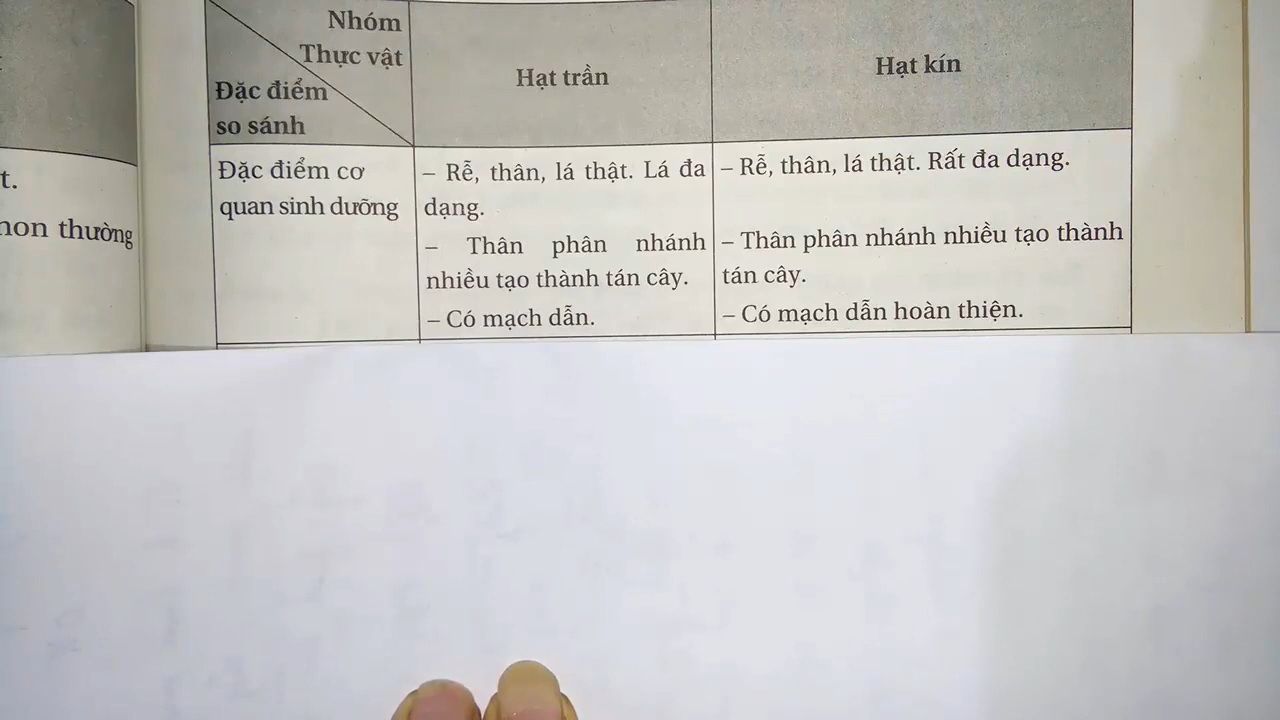 Nhóm
Thực vật
Đặc điểm
so sánh
Hạt trần
Hạt kín
t.
thường
Đặc điểm cơ
quan sinh dưỡng
– Rễ, thân, lá thật. Lá đa
dạng.
– Thân phân nhánh
nhiều tạo thành tán cây.
– Có mạch dẫn.
– Rễ, thân, lá thật. Rất đa dạng.
– Thân phân nhánh nhiều tạo thành
tán cây.
– Có mạch dẫn hoàn thiện.